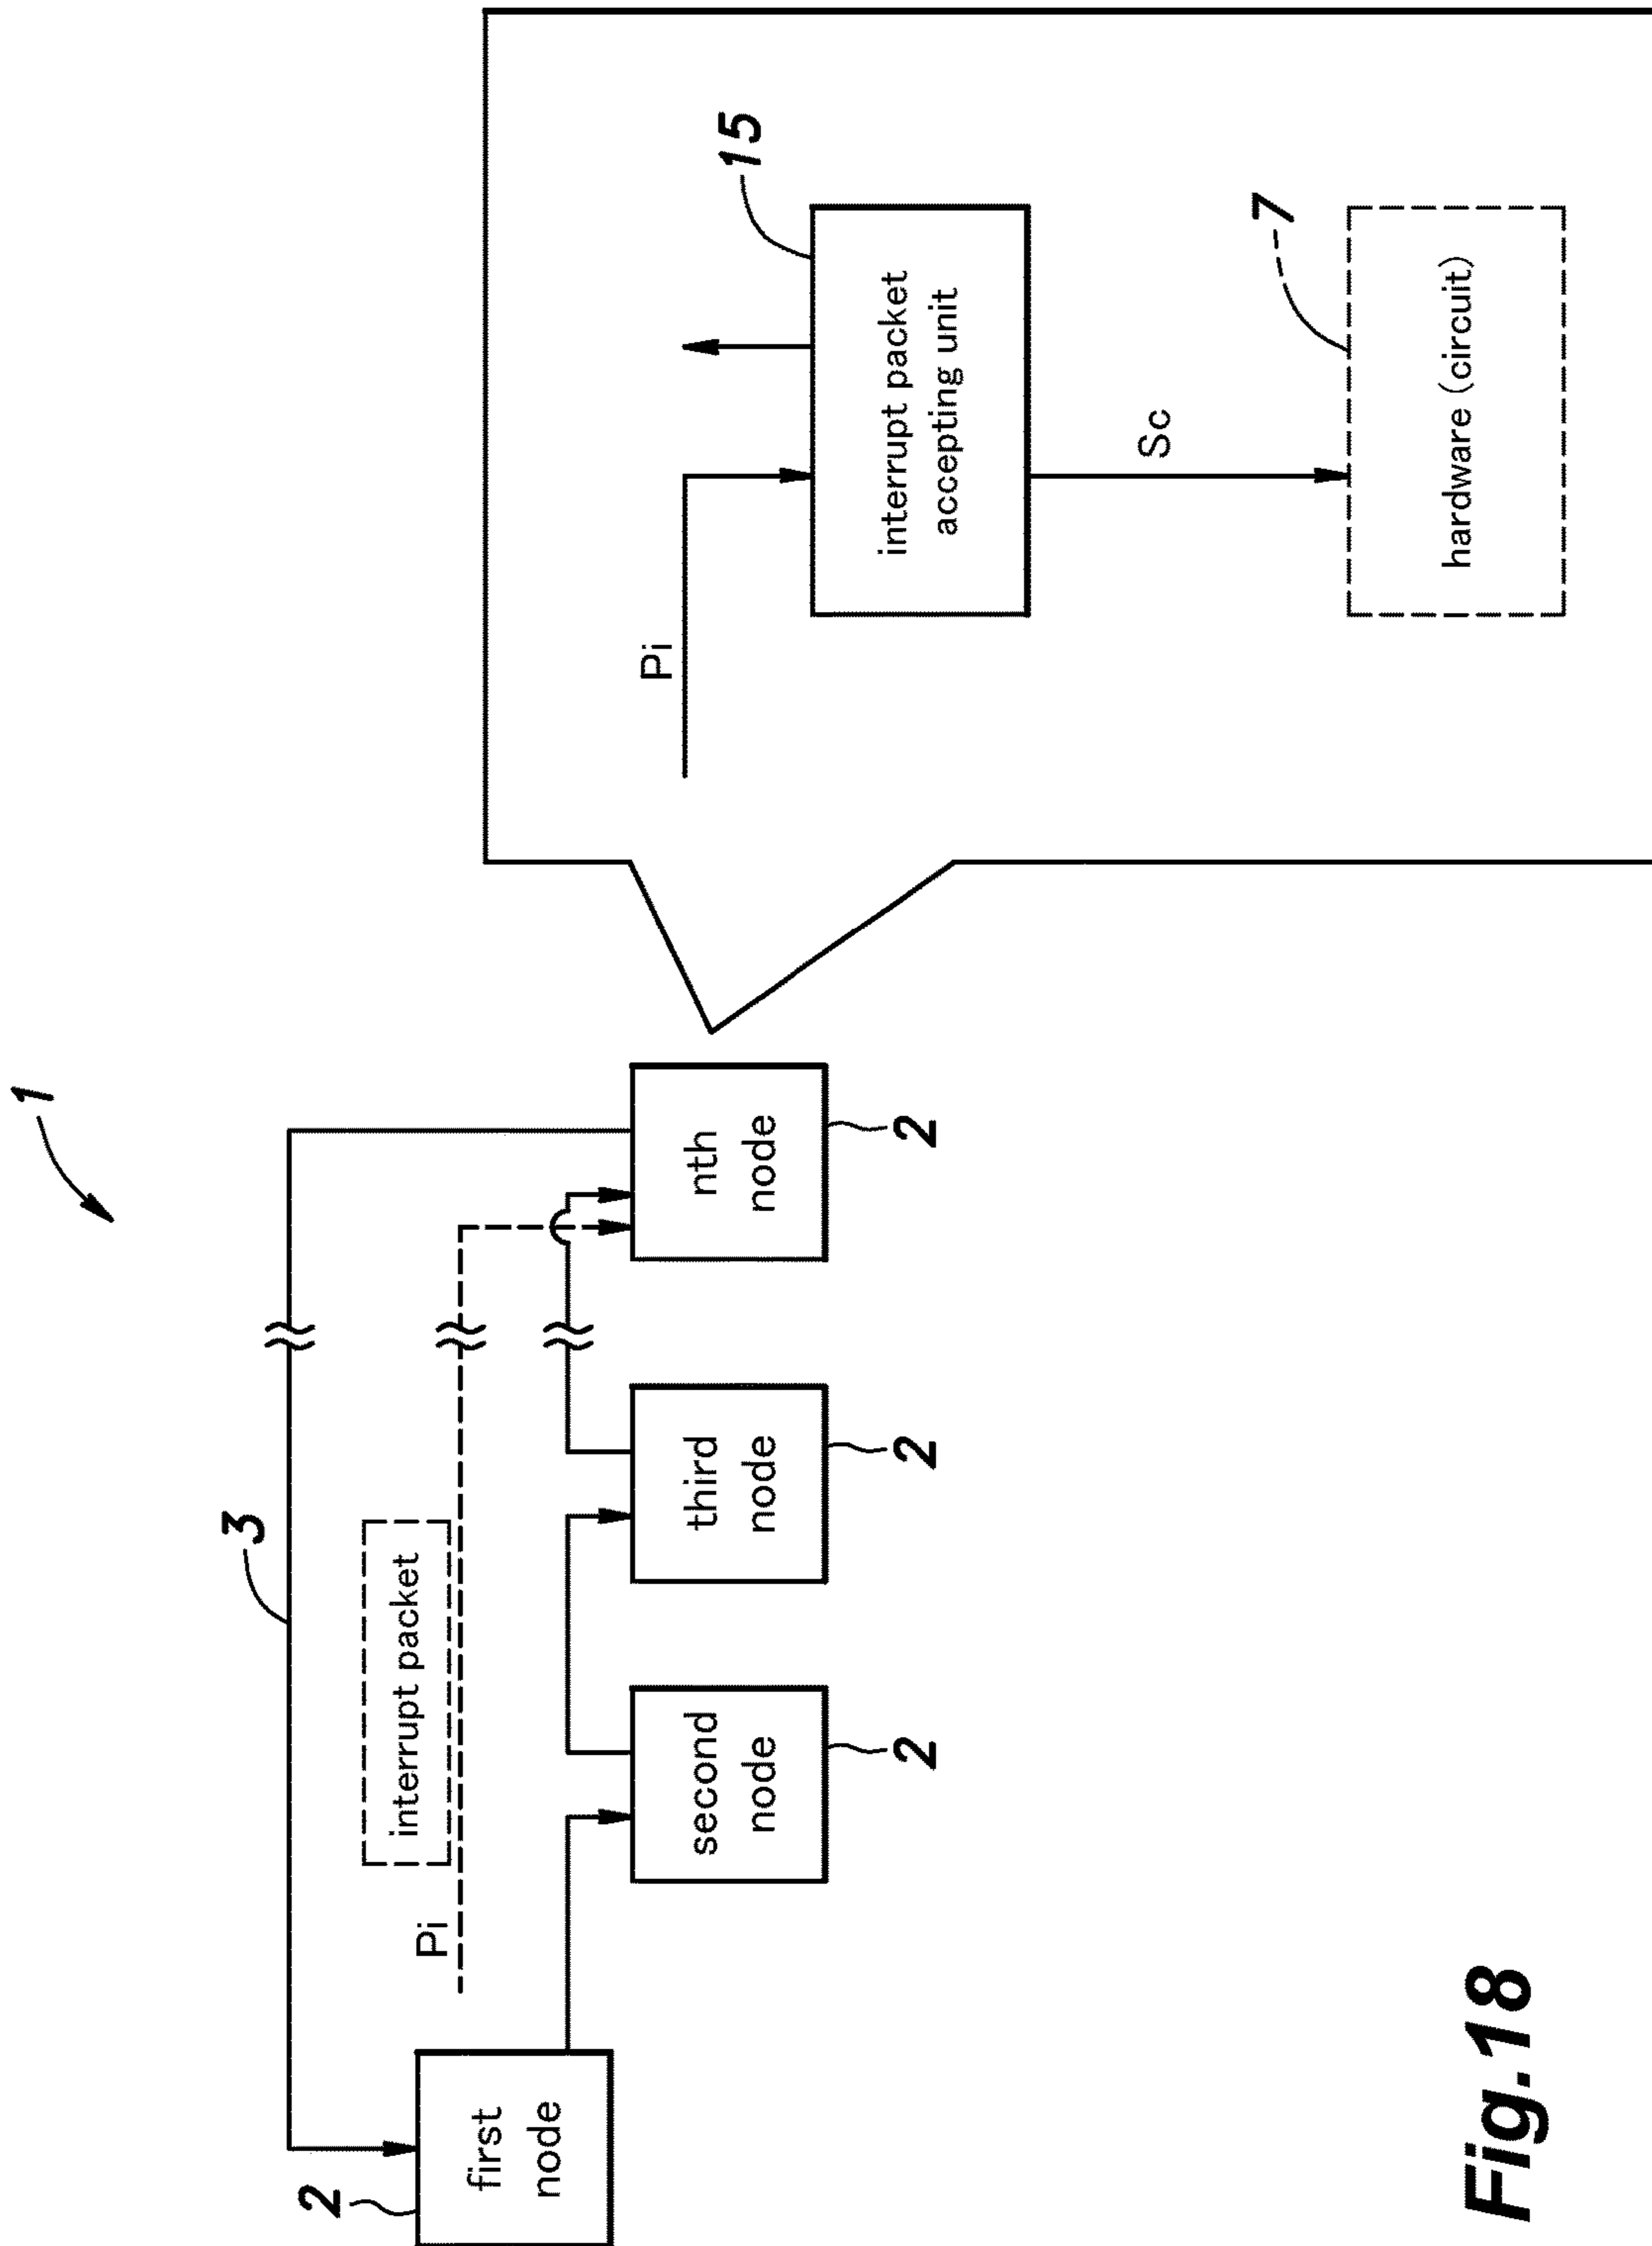 1
3
2
first
node
Pi
interrupt packet
second
node
2
third
node
2
nth
node
2
Pi
15
interrupt packet
accepting unit
Sc
7
hardware (circuit)
Fig.18